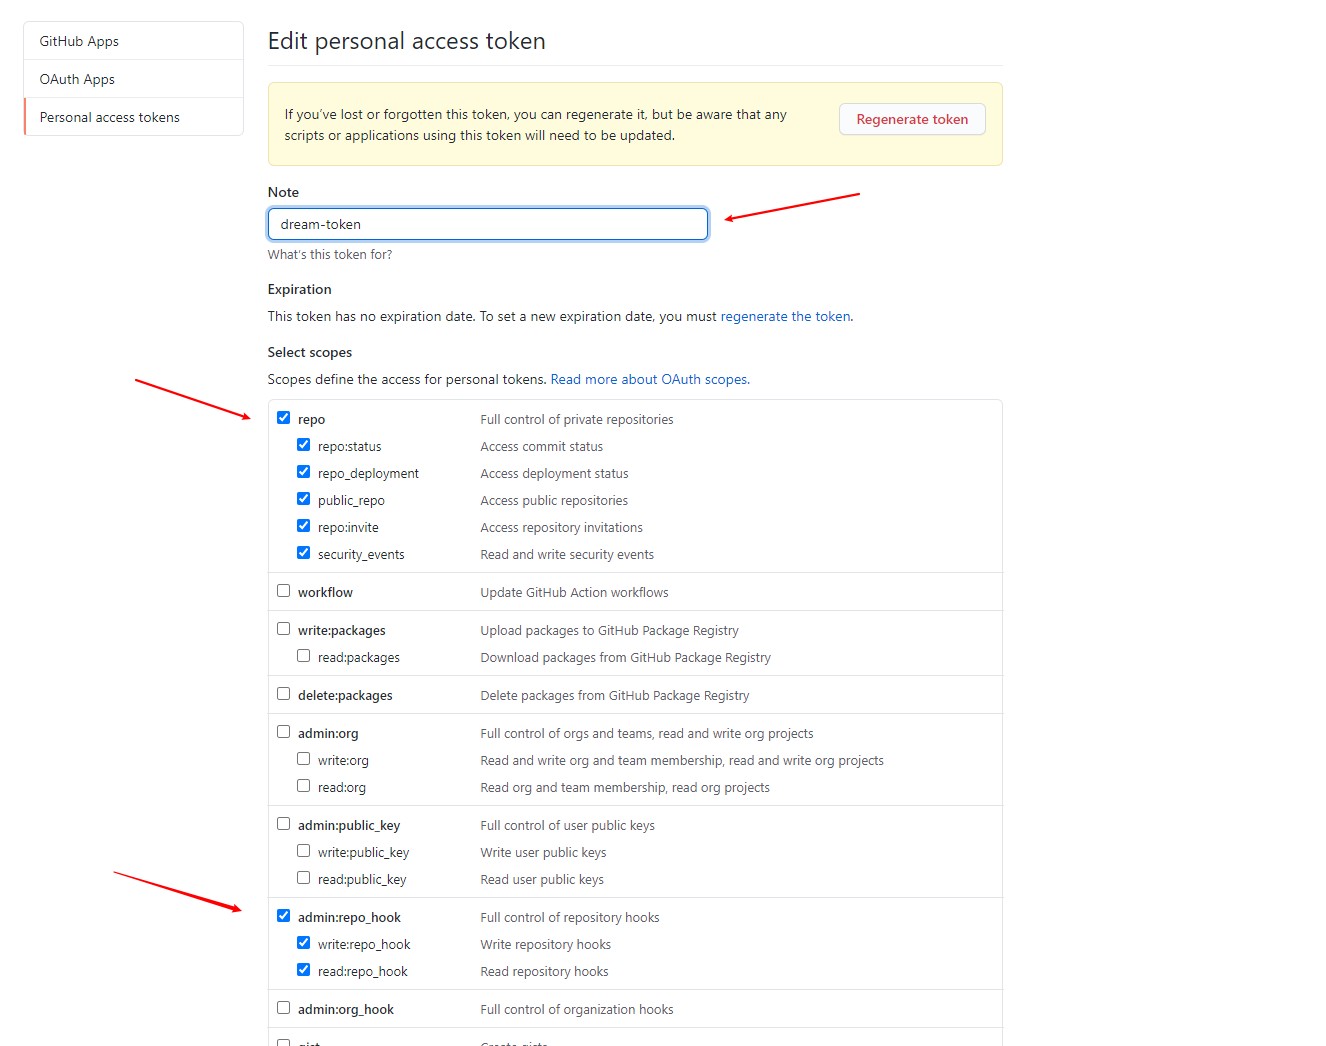 GitHub Apps
OAuth Apps
Personal access tokens
Edit personal access token
If you've lost or forgotten this token, you can regenerate it, but be aware that any
scripts or applications using this token will need to be updated.
Regenerate token
Note
dream-token
What's this token for?
Expiration
This token has no expiration date. To set a new expiration date, you must regenerate the token.
Select scopes
Scopes define the access for personal tokens. Read more about OAuth scopes.
repo Full control of private repositories
repo:status Access commit status
repo_deployment Access deployment status
public_repo Access public repositories
repo:invite Access repository invitations
security_events Read and write security events
workflow Update GitHub Action workflows
write:packages Upload packages to GitHub Package Registry
read:packages Download packages from GitHub Package Registry
delete:packages Delete packages from GitHub Package Registry
admin:org Full control of orgs and teams, read and write org projects
write:org Read and write org and team membership, read and write org projects
read:org Read org and team membership, read org projects
admin:public_key Full control of user public keys
write:public_key Write user public keys
read:public_key Read user public keys
admin:repo_hook Full control of repository hooks
write:repo_hook Write repository hooks
read:repo_hook Read repository hooks
admin:org_hook Full control of organization hooks
gist Create gists